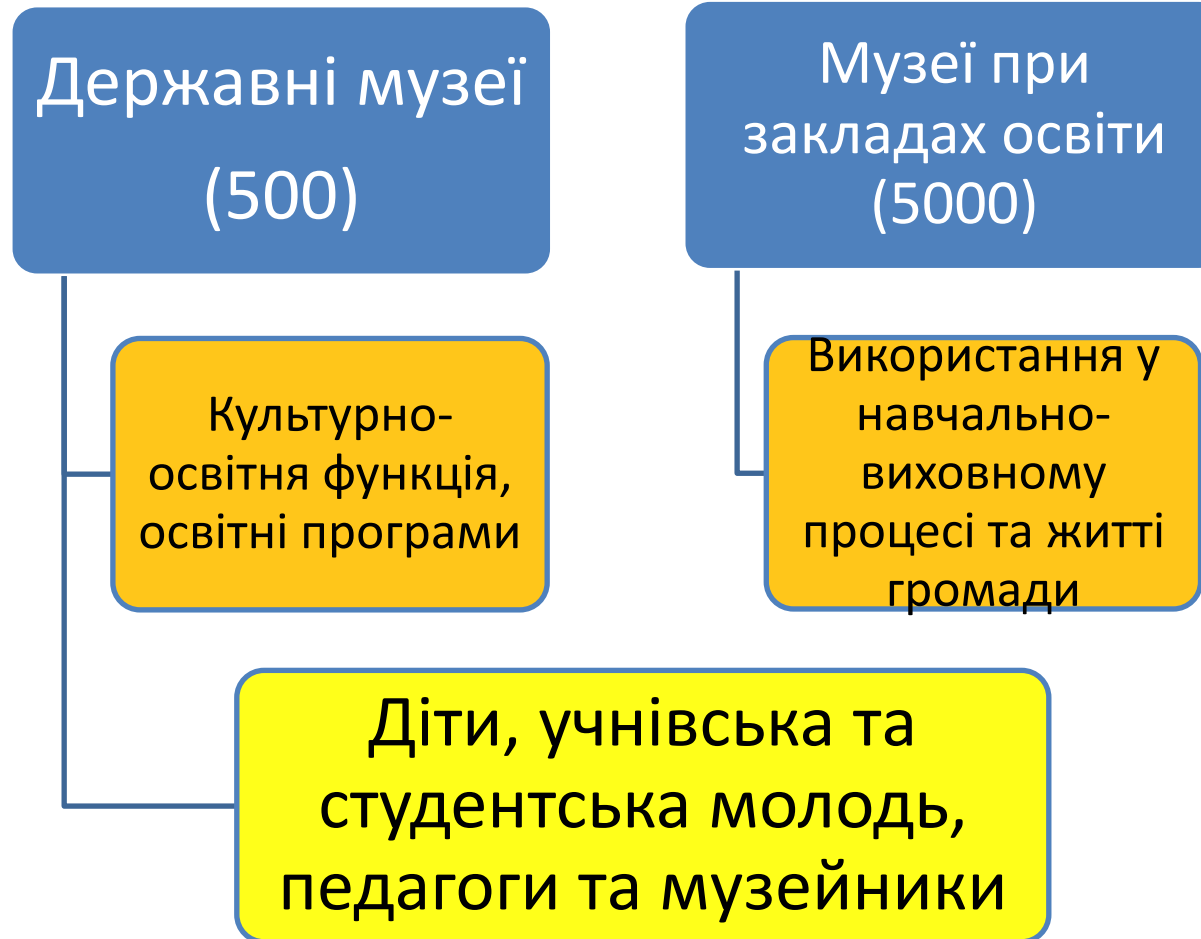 Державні музеї
(500)
Музеї при
закладах освіти
(5000)
Культурно-
освітня функція,
освітні програми
Використання у
навчально-
виховному
процесі та житті
громади
Діти, учнівська та
студентська молодь,
педагоги та музейники